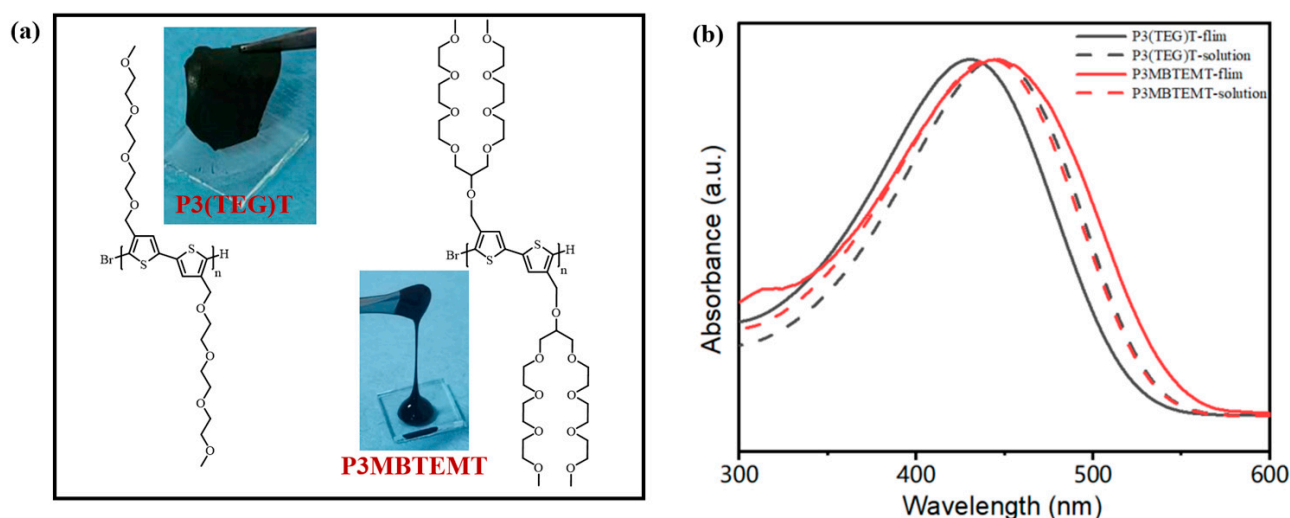 (a)
O
O
O
O
Br
S
S
H
n
O
O
O
O
P3(TEG)T
O O
O O
O O
O O
O
Br
S
S
H
n
O
O O
O O
O O
O O
P3MBTEMT
(b)
P3(TEG)T-flim
P3(TEG)T-solution
P3MBTEMT-flim
P3MBTEMT-solution
Absorbance (a.u.)
300 400 500 600
Wavelength (nm)